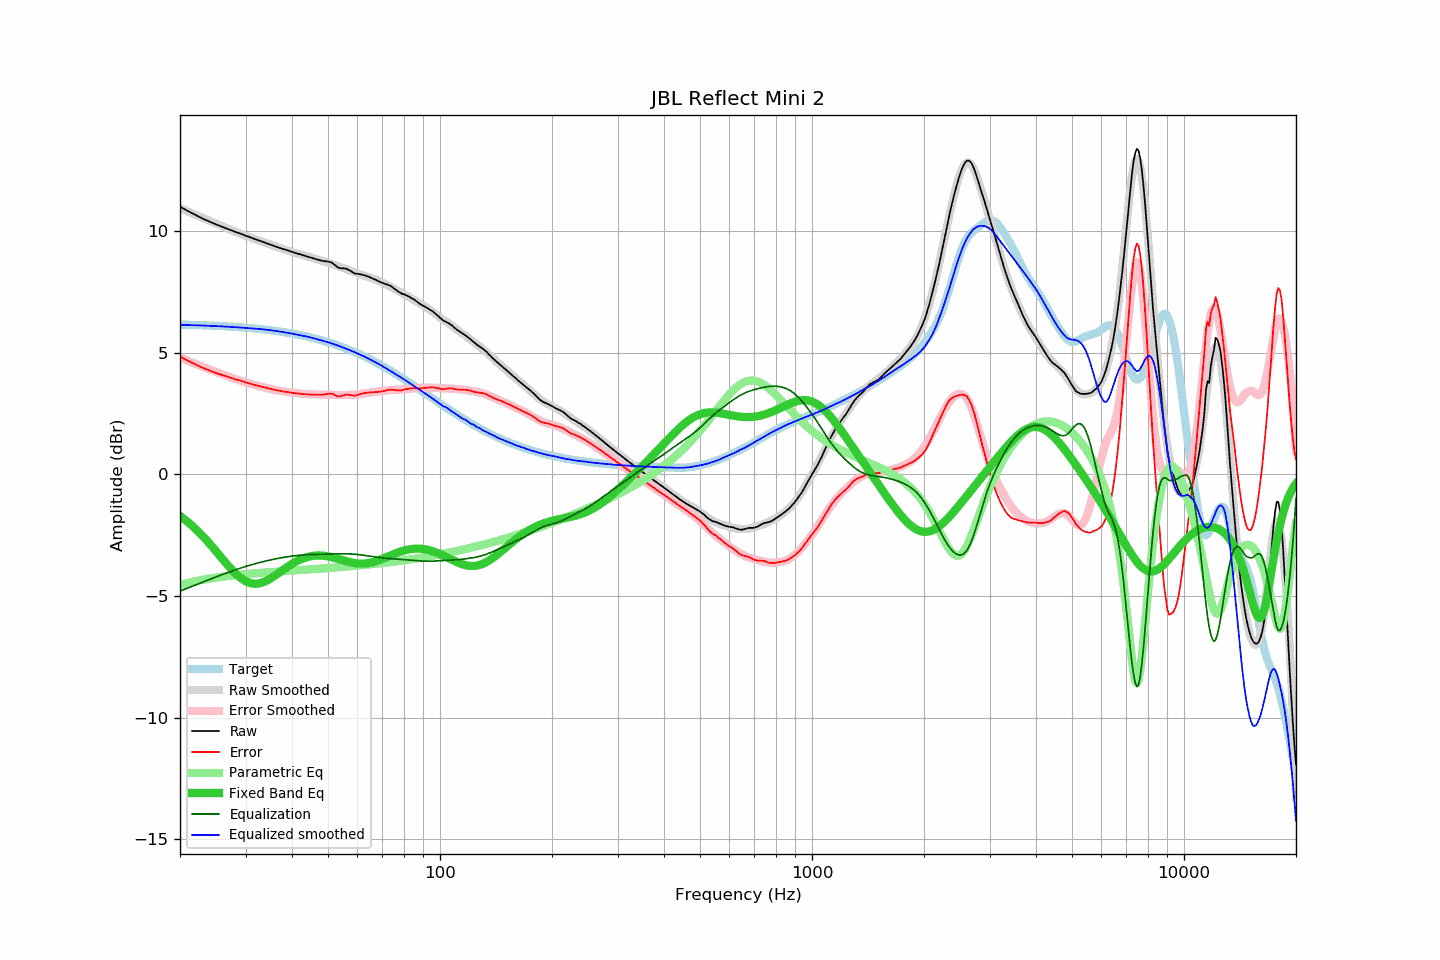 JBL Reflect Mini 2
Amplitude (dBr)
10
5
0
−5
−10
−15
Target
Raw Smoothed
Error Smoothed
Raw
Error
Parametric Eq
Fixed Band Eq
Equalization
Equalized smoothed
100
1000
10000
Frequency (Hz)